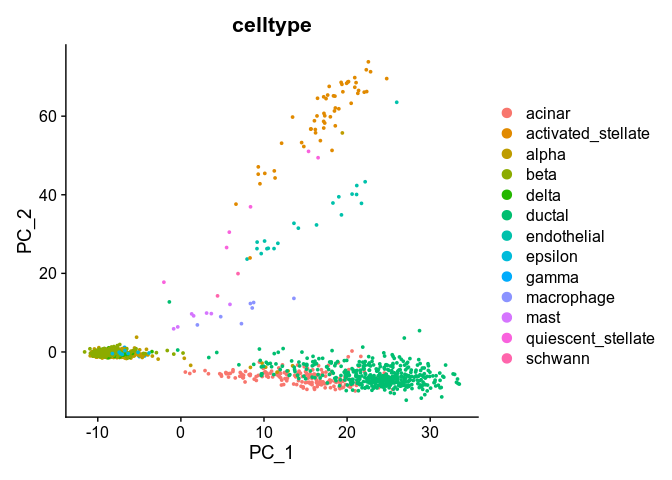 celltype
PC_2
60
40
20
0
-10 0 10 20 30
PC_1
acinar
activated_stellate
alpha
beta
delta
ductal
endothelial
epsilon
gamma
macrophage
mast
quiescent_stellate
schwann